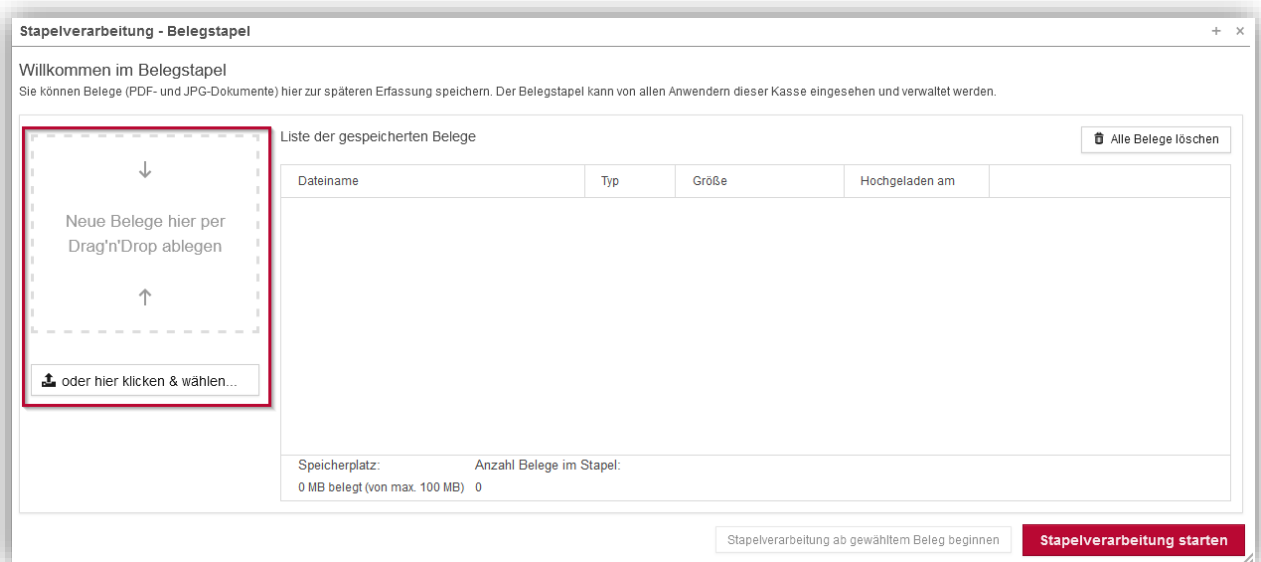 Stapelverarbeitung - Belegstapel
Willkommen im Belegstapel
Sie können Belege (PDF- und JPG-Dokumente) hier zur späteren Erfassung speichern. Der Belegstapel kann von allen Anwendern dieser Kasse eingesehen und verwaltet werden.
Neue Belege hier per
Drag'n'Drop ablegen
oder hier klicken & wählen...
Liste der gespeicherten Belege
Alle Belege löschen
Dateiname Typ Größe Hochgeladen am
Speicherplatz: Anzahl Belege im Stapel:
0 MB belegt (von max. 100 MB) 0
Stapelverarbeitung ab gewähltem Beleg beginnen
Stapelverarbeitung starten